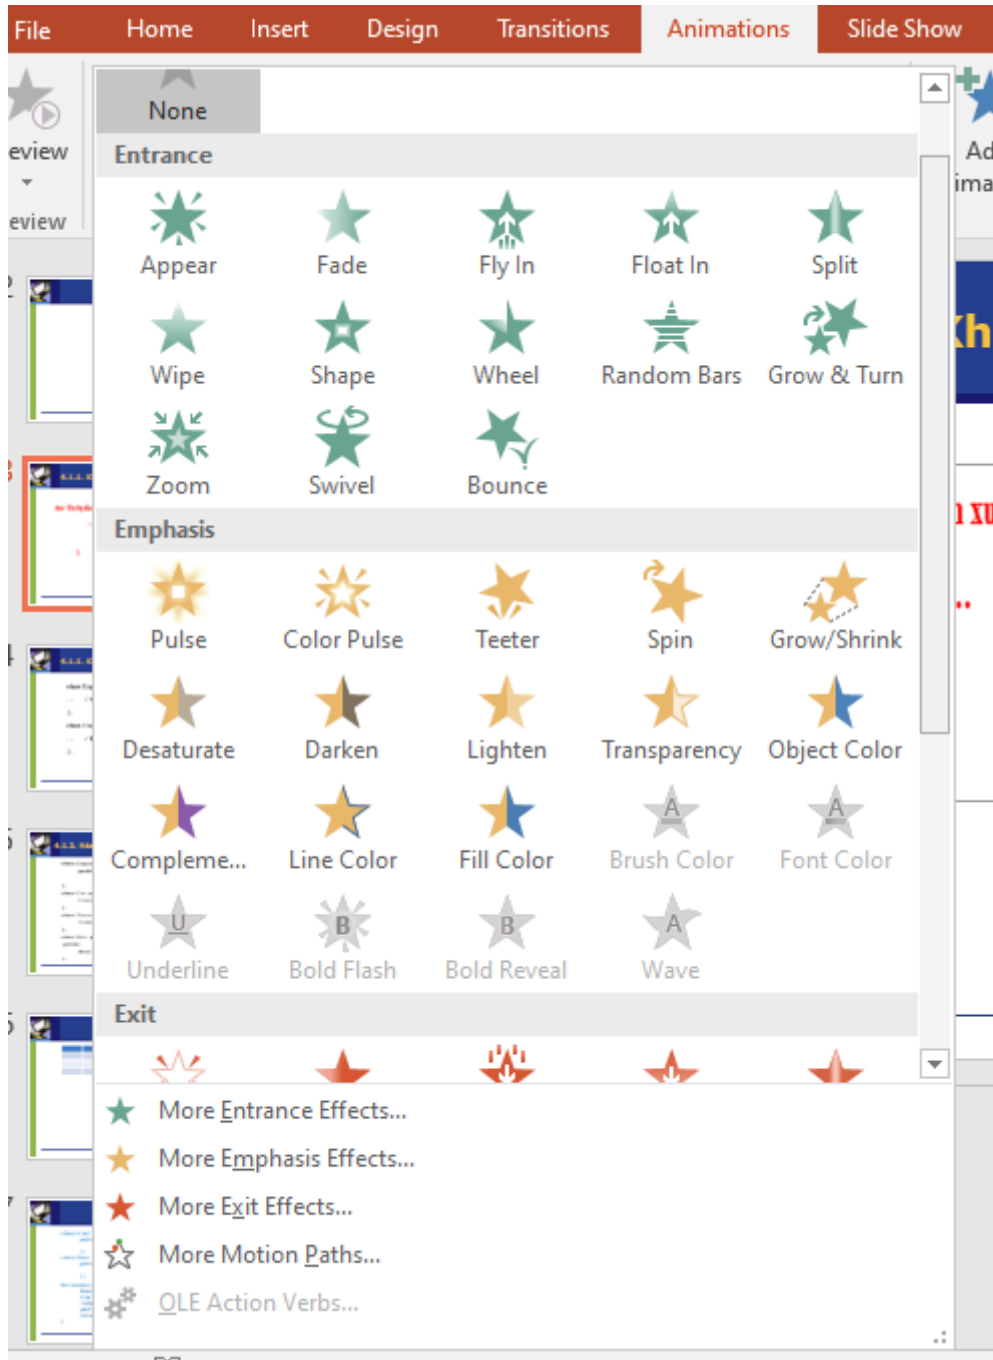 File Home Insert Design Transitions Animations Slide Show
None
eview
Ad
ima
eview
Entrance
Appear Fade Fly In Float In Split
Wipe Shape Wheel Random Bars Grow & Turn
Zoom Swivel Bounce
Emphasis
Pulse Color Pulse Teeter Spin Grow/Shrink
Desaturate Darken Lighten Transparency Object Color
Compleme... Line Color Fill Color Brush Color Font Color
Underline Bold Flash Bold Reveal Wave
Exit
More Entrance Effects...
More Emphasis Effects...
More Exit Effects...
More Motion Paths...
OLE Action Verbs...